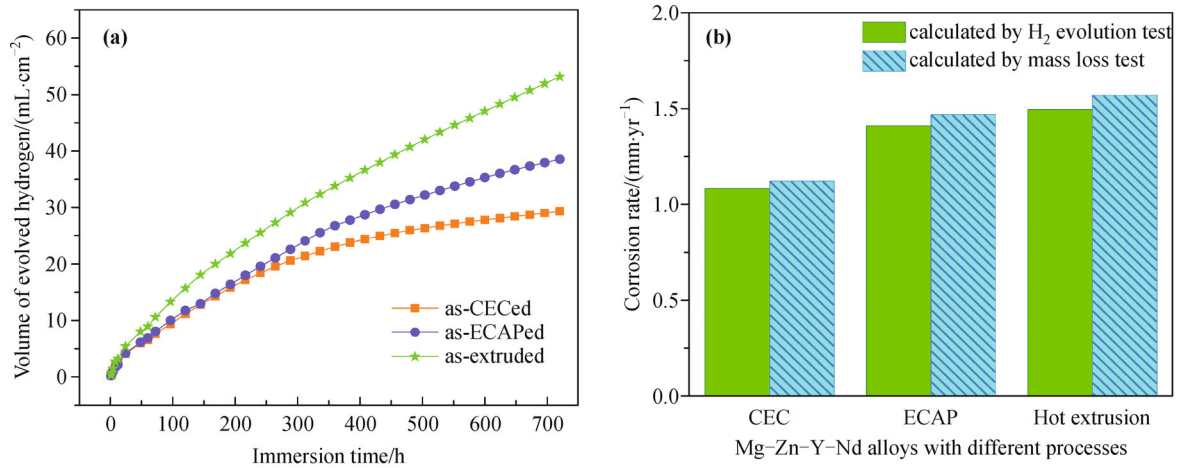 (a)
Volume of evolved hydrogen/(mL·cm⁻²)
60
50
40
30
20
10
0
as-CECed
as-ECAPed
as-extruded
0 100 200 300 400 500 600 700
Immersion time/h
(b)
Corrosion rate/(mm·yr⁻¹)
2.0
1.5
1.0
0.5
0.0
calculated by H₂ evolution test
calculated by mass loss test
CEC ECAP Hot extrusion
Mg−Zn−Y−Nd alloys with different processes